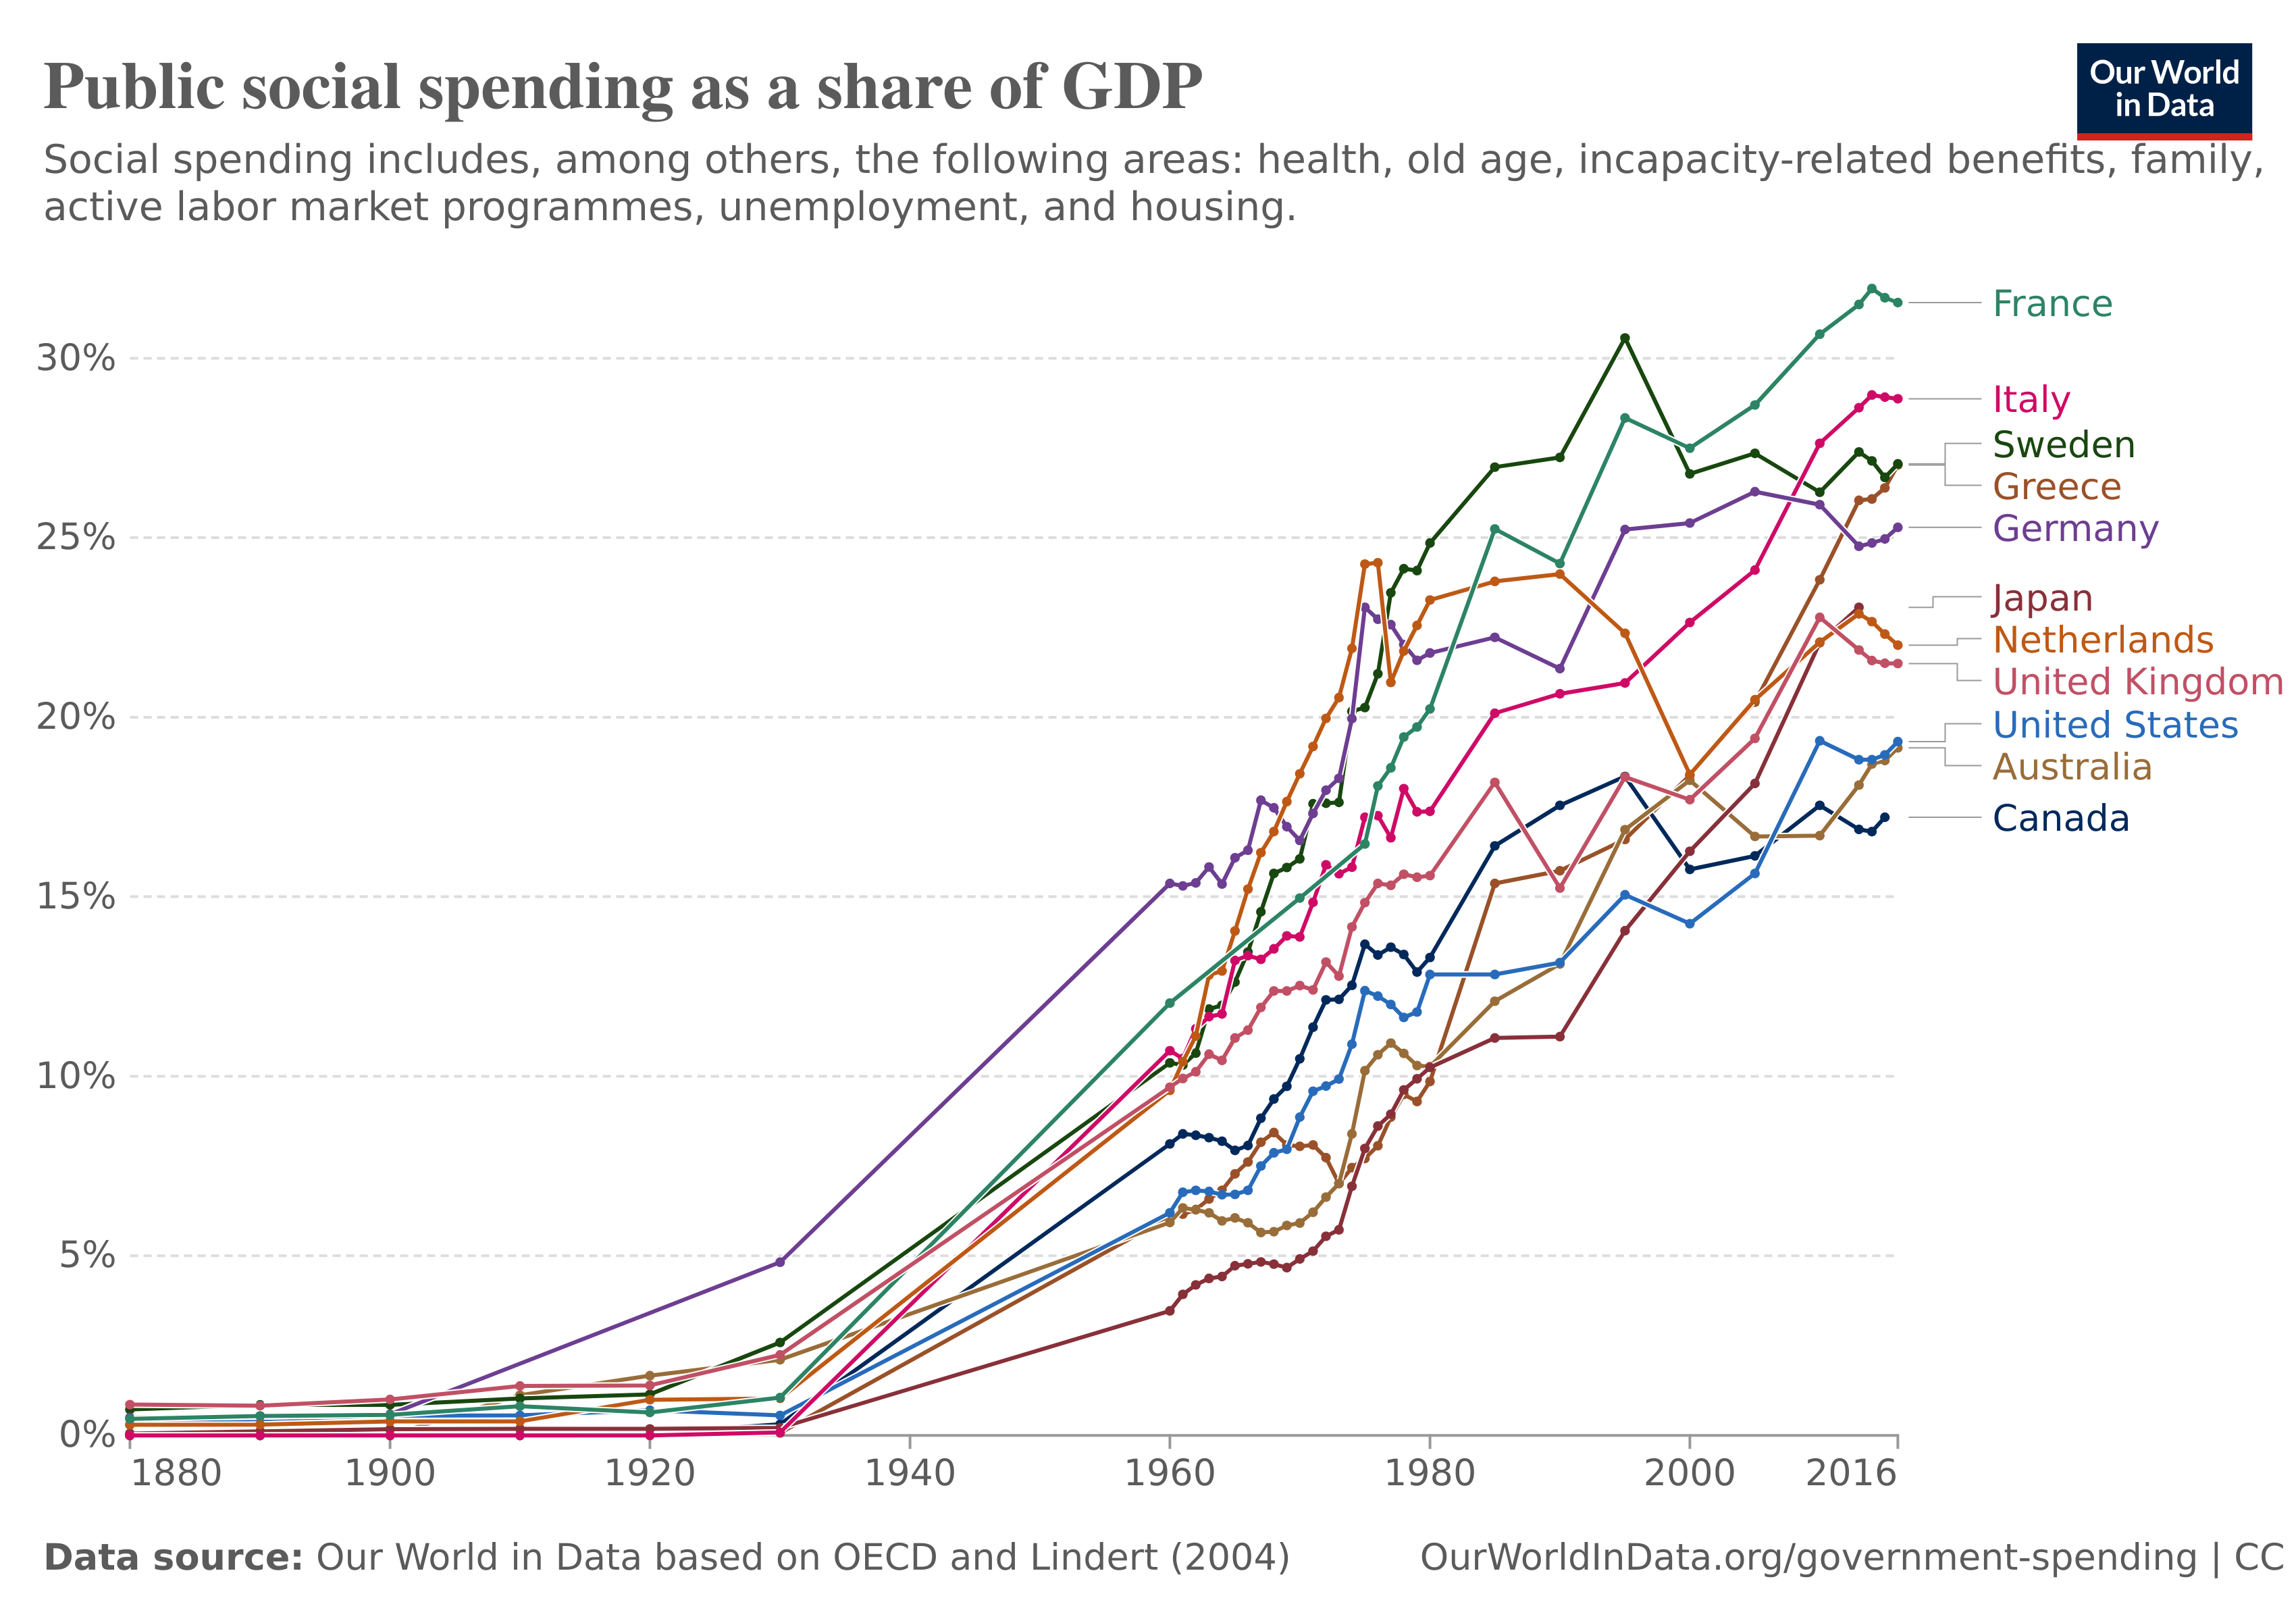 Public social spending as a share of GDP
Our World
in Data
Social spending includes, among others, the following areas: health, old age, incapacity-related benefits, family,
active labor market programmes, unemployment, and housing.
France
30%
Italy
Sweden
Greece
25%
Germany
Japan
Netherlands
United Kingdom
20%
United States
Australia
Canada
15%
10%
5%
0%
1880 1900 1920 1940 1960 1980 2000 2016
Data source: Our World in Data based on OECD and Lindert (2004)
OurWorldInData.org/government-spending | CC